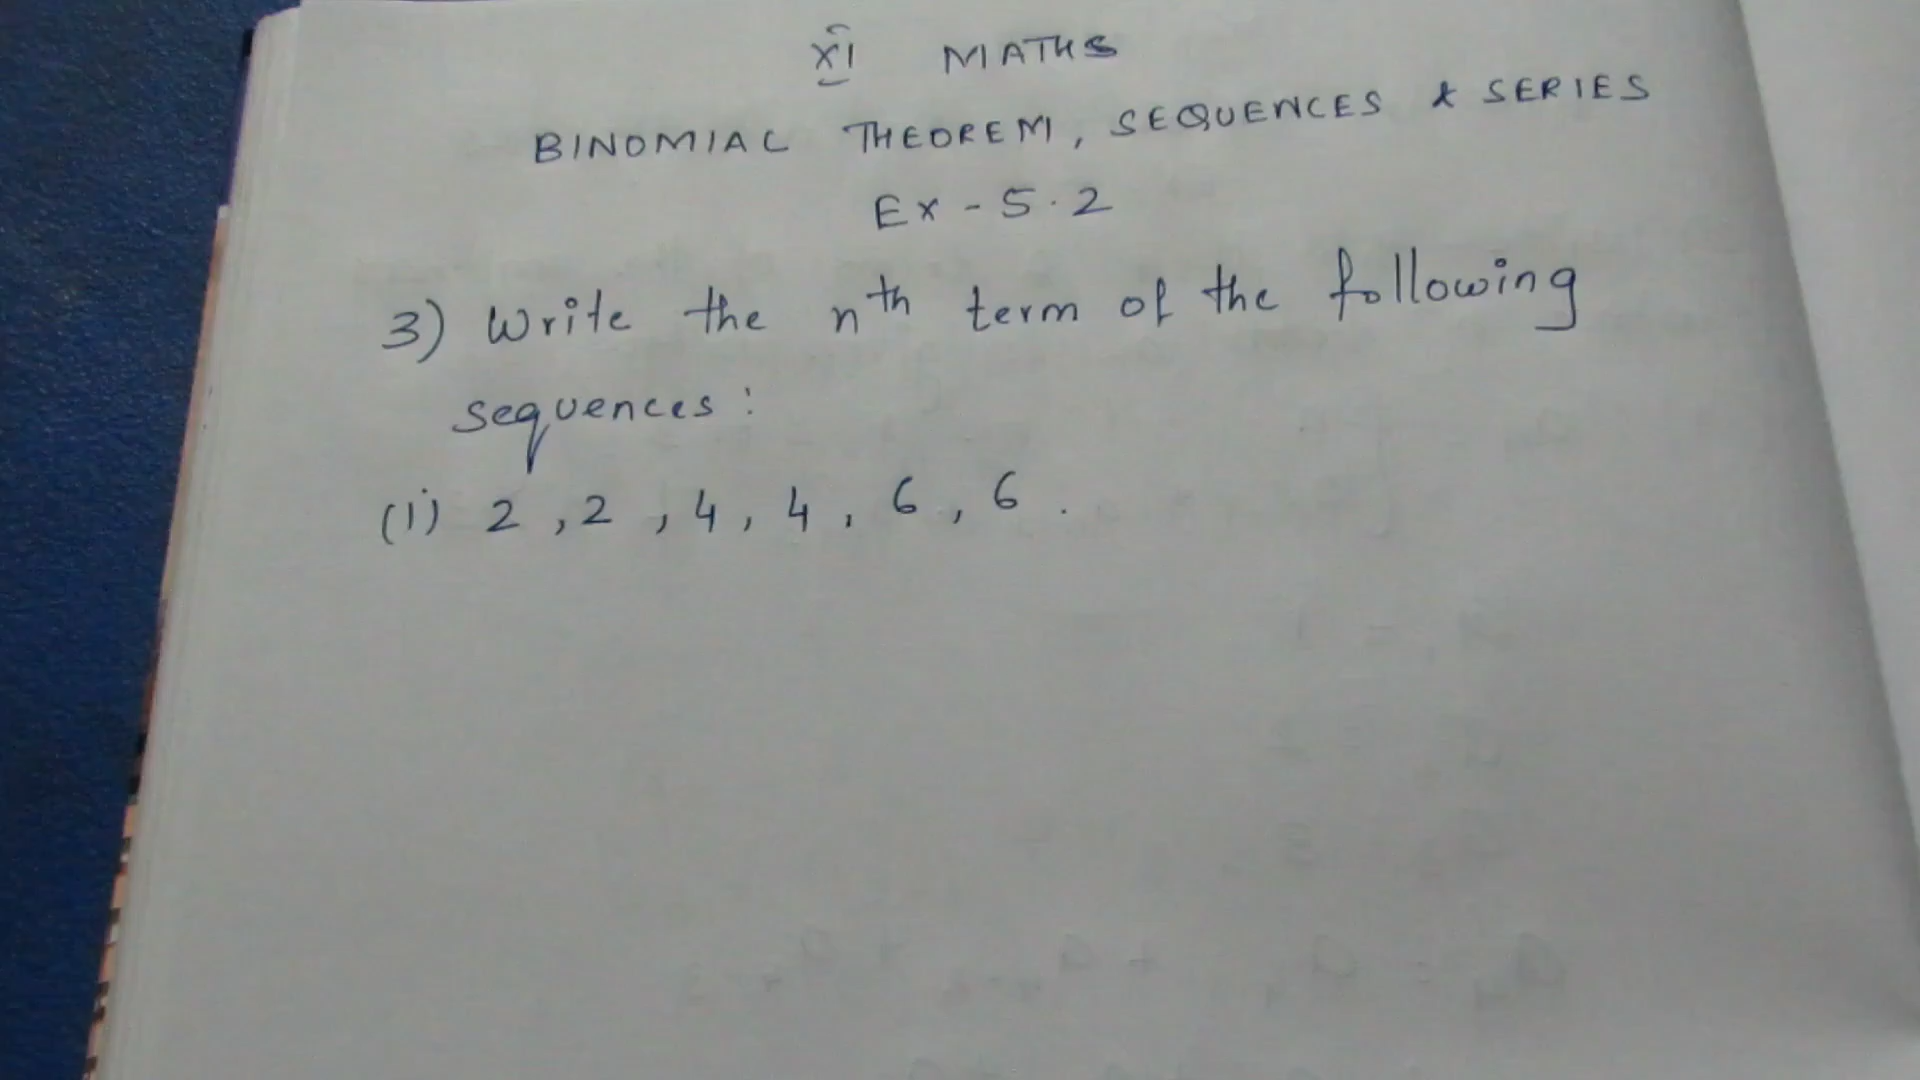 XI MATHS
BINOMIAL THEOREM, SEQUENCES & SERIES
Ex - 5.2
3) Write the nth term of the following
sequences:
(i) 2, 2, 4, 4, 6, 6.